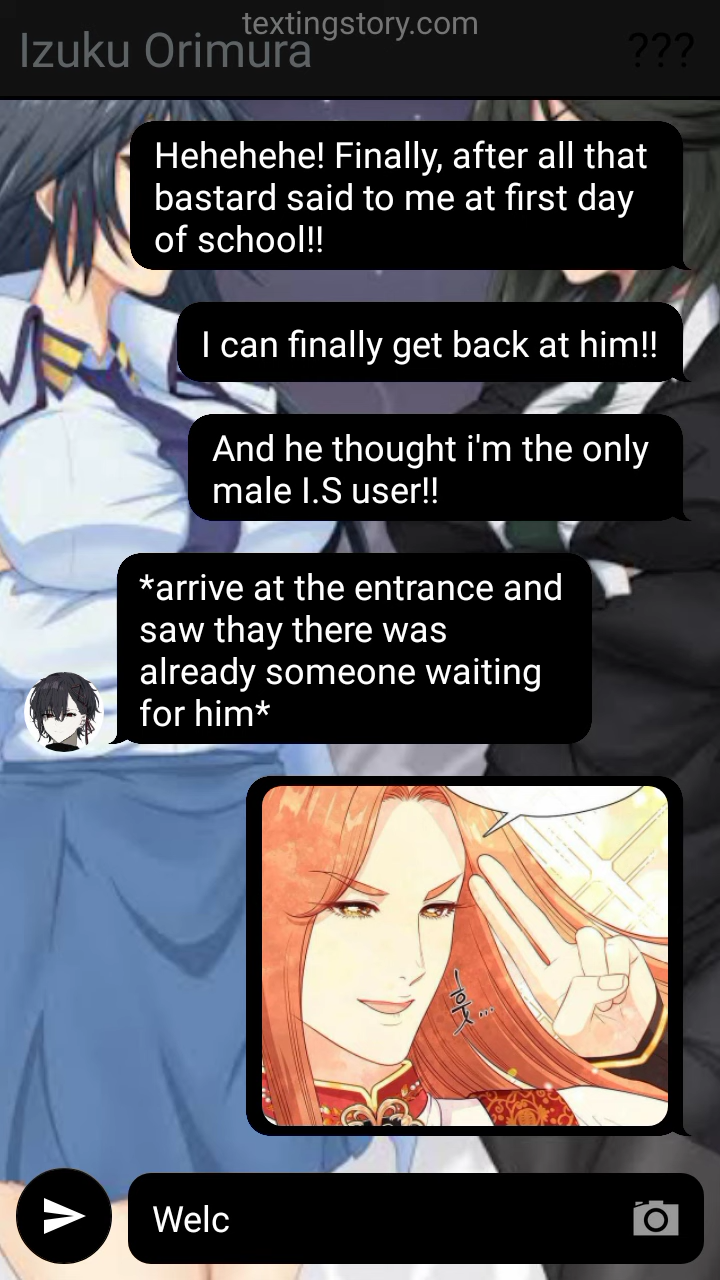 textingstory.com
Izuku Orimura
???
Hehehehe! Finally, after all that
bastard said to me at first day
of school!!
I can finally get back at him!!
And he thought i'm the only
male I.S user!!
*arrive at the entrance and
saw thay there was
already someone waiting
for him*
훗...
Welc